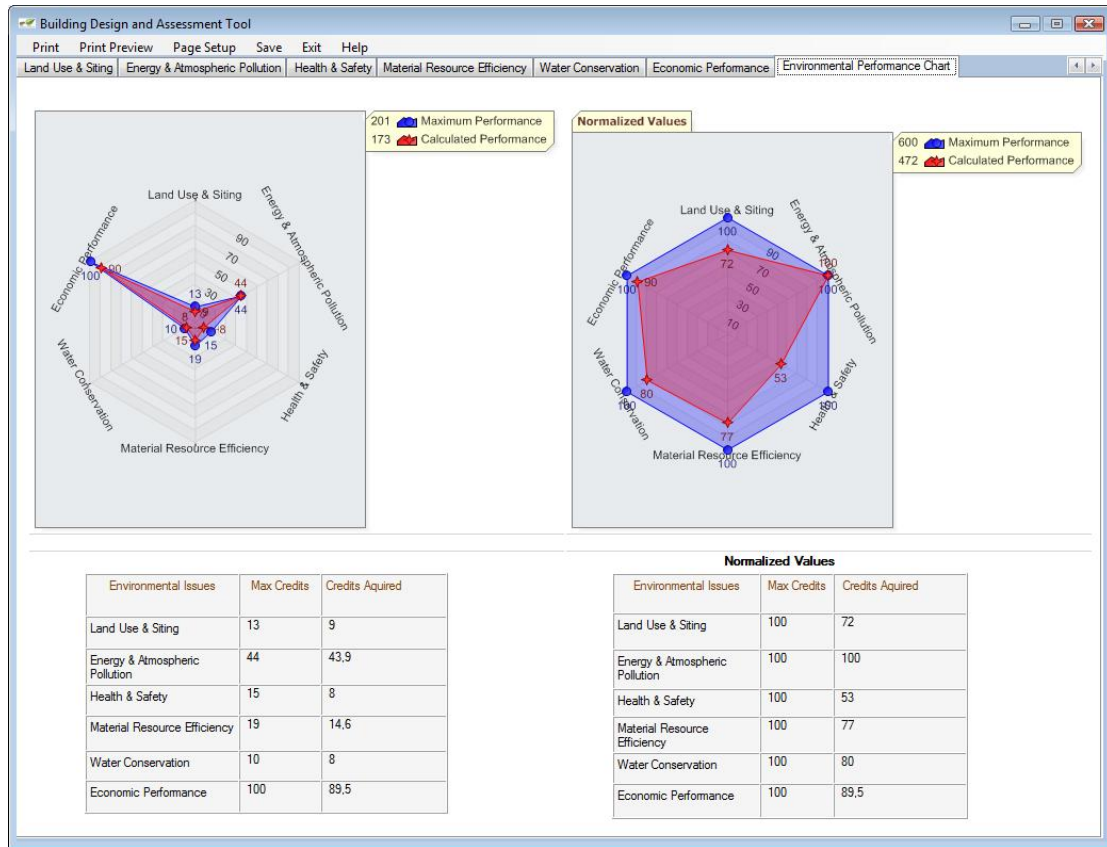 Building Design and Assessment Tool
Print Print Preview Page Setup Save Exit Help
Land Use & Siting Energy & Atmospheric Pollution Health & Safety Material Resource Efficiency Water Conservation Economic Performance Environmental Performance Chart
201 Maximum Performance
173 Calculated Performance
Land Use & Siting
Energy & Atmospheric Pollution
Health & Safety
Material Resource Efficiency
Water Conservation
Economic Performance
90
70
50
30
13
9
44
44
8
15
15
19
8
10
100
90
Normalized Values
600 Maximum Performance
472 Calculated Performance
Land Use & Siting
Energy & Atmospheric Pollution
Health & Safety
Material Resource Efficiency
Water Conservation
Economic Performance
90
70
50
30
10
100
72
100
100
53
100
77
100
80
100
90
100
Environmental Issues Max Credits Credits Aquired
Land Use & Siting 13 9
Energy & Atmospheric
Pollution 44 43,9
Health & Safety 15 8
Material Resource Efficiency 19 14,6
Water Conservation 10 8
Economic Performance 100 89,5
Normalized Values
Environmental Issues Max Credits Credits Aquired
Land Use & Siting 100 72
Energy & Atmospheric
Pollution 100 100
Health & Safety 100 53
Material Resource
Efficiency 100 77
Water Conservation 100 80
Economic Performance 100 89,5